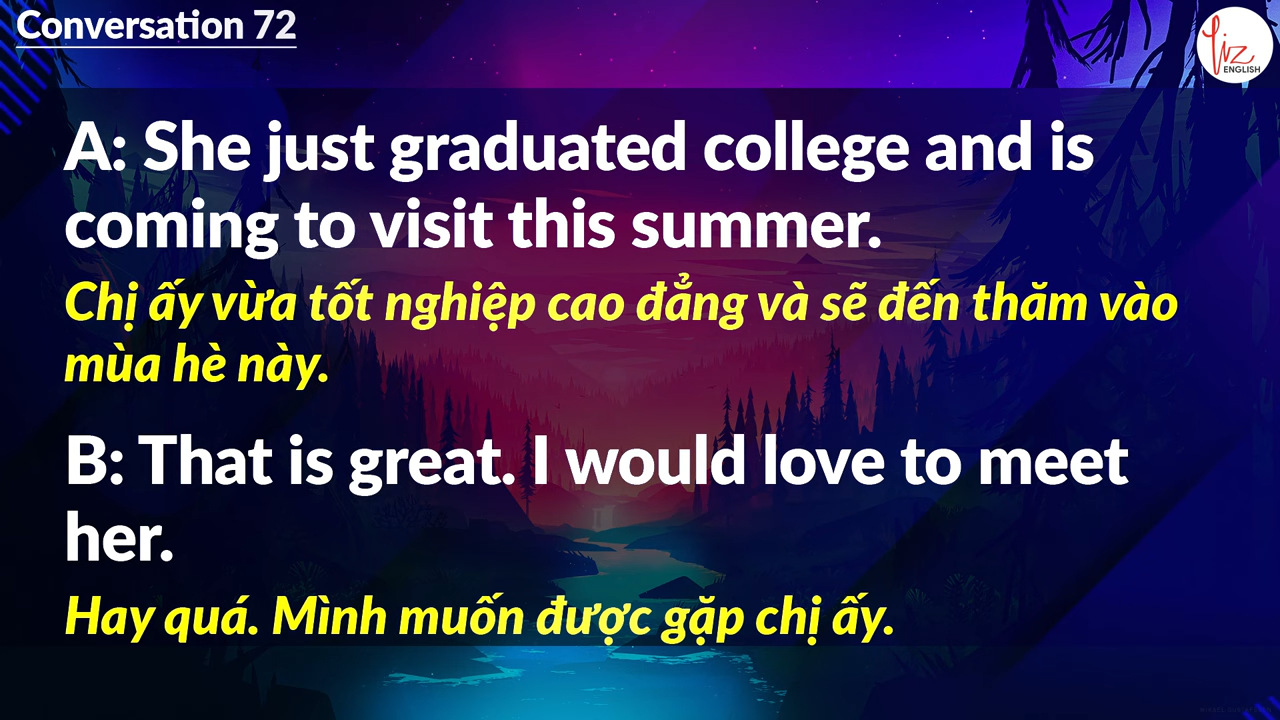 Conversation 72
Liz
ENGLISH
A: She just graduated college and is
coming to visit this summer.
Chị ấy vừa tốt nghiệp cao đẳng và sẽ đến thăm vào
mùa hè này.
B: That is great. I would love to meet
her.
Hay quá. Mình muốn được gặp chị ấy.